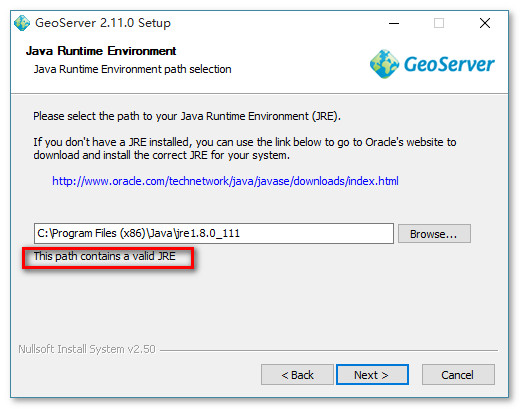 GeoServer 2.11.0 Setup
Java Runtime Environment
Java Runtime Environment path selection
GeoServer
Please select the path to your Java Runtime Environment (JRE).
If you don't have a JRE installed, you can use the link below to go to Oracle's website to
download and install the correct JRE for your system.
http://www.oracle.com/technetwork/java/javase/downloads/index.html
C:\Program Files (x86)\Java\jre1.8.0_111
Browse...
This path contains a valid JRE
Nullsoft Install System v2.50
< Back
Next >
Cancel